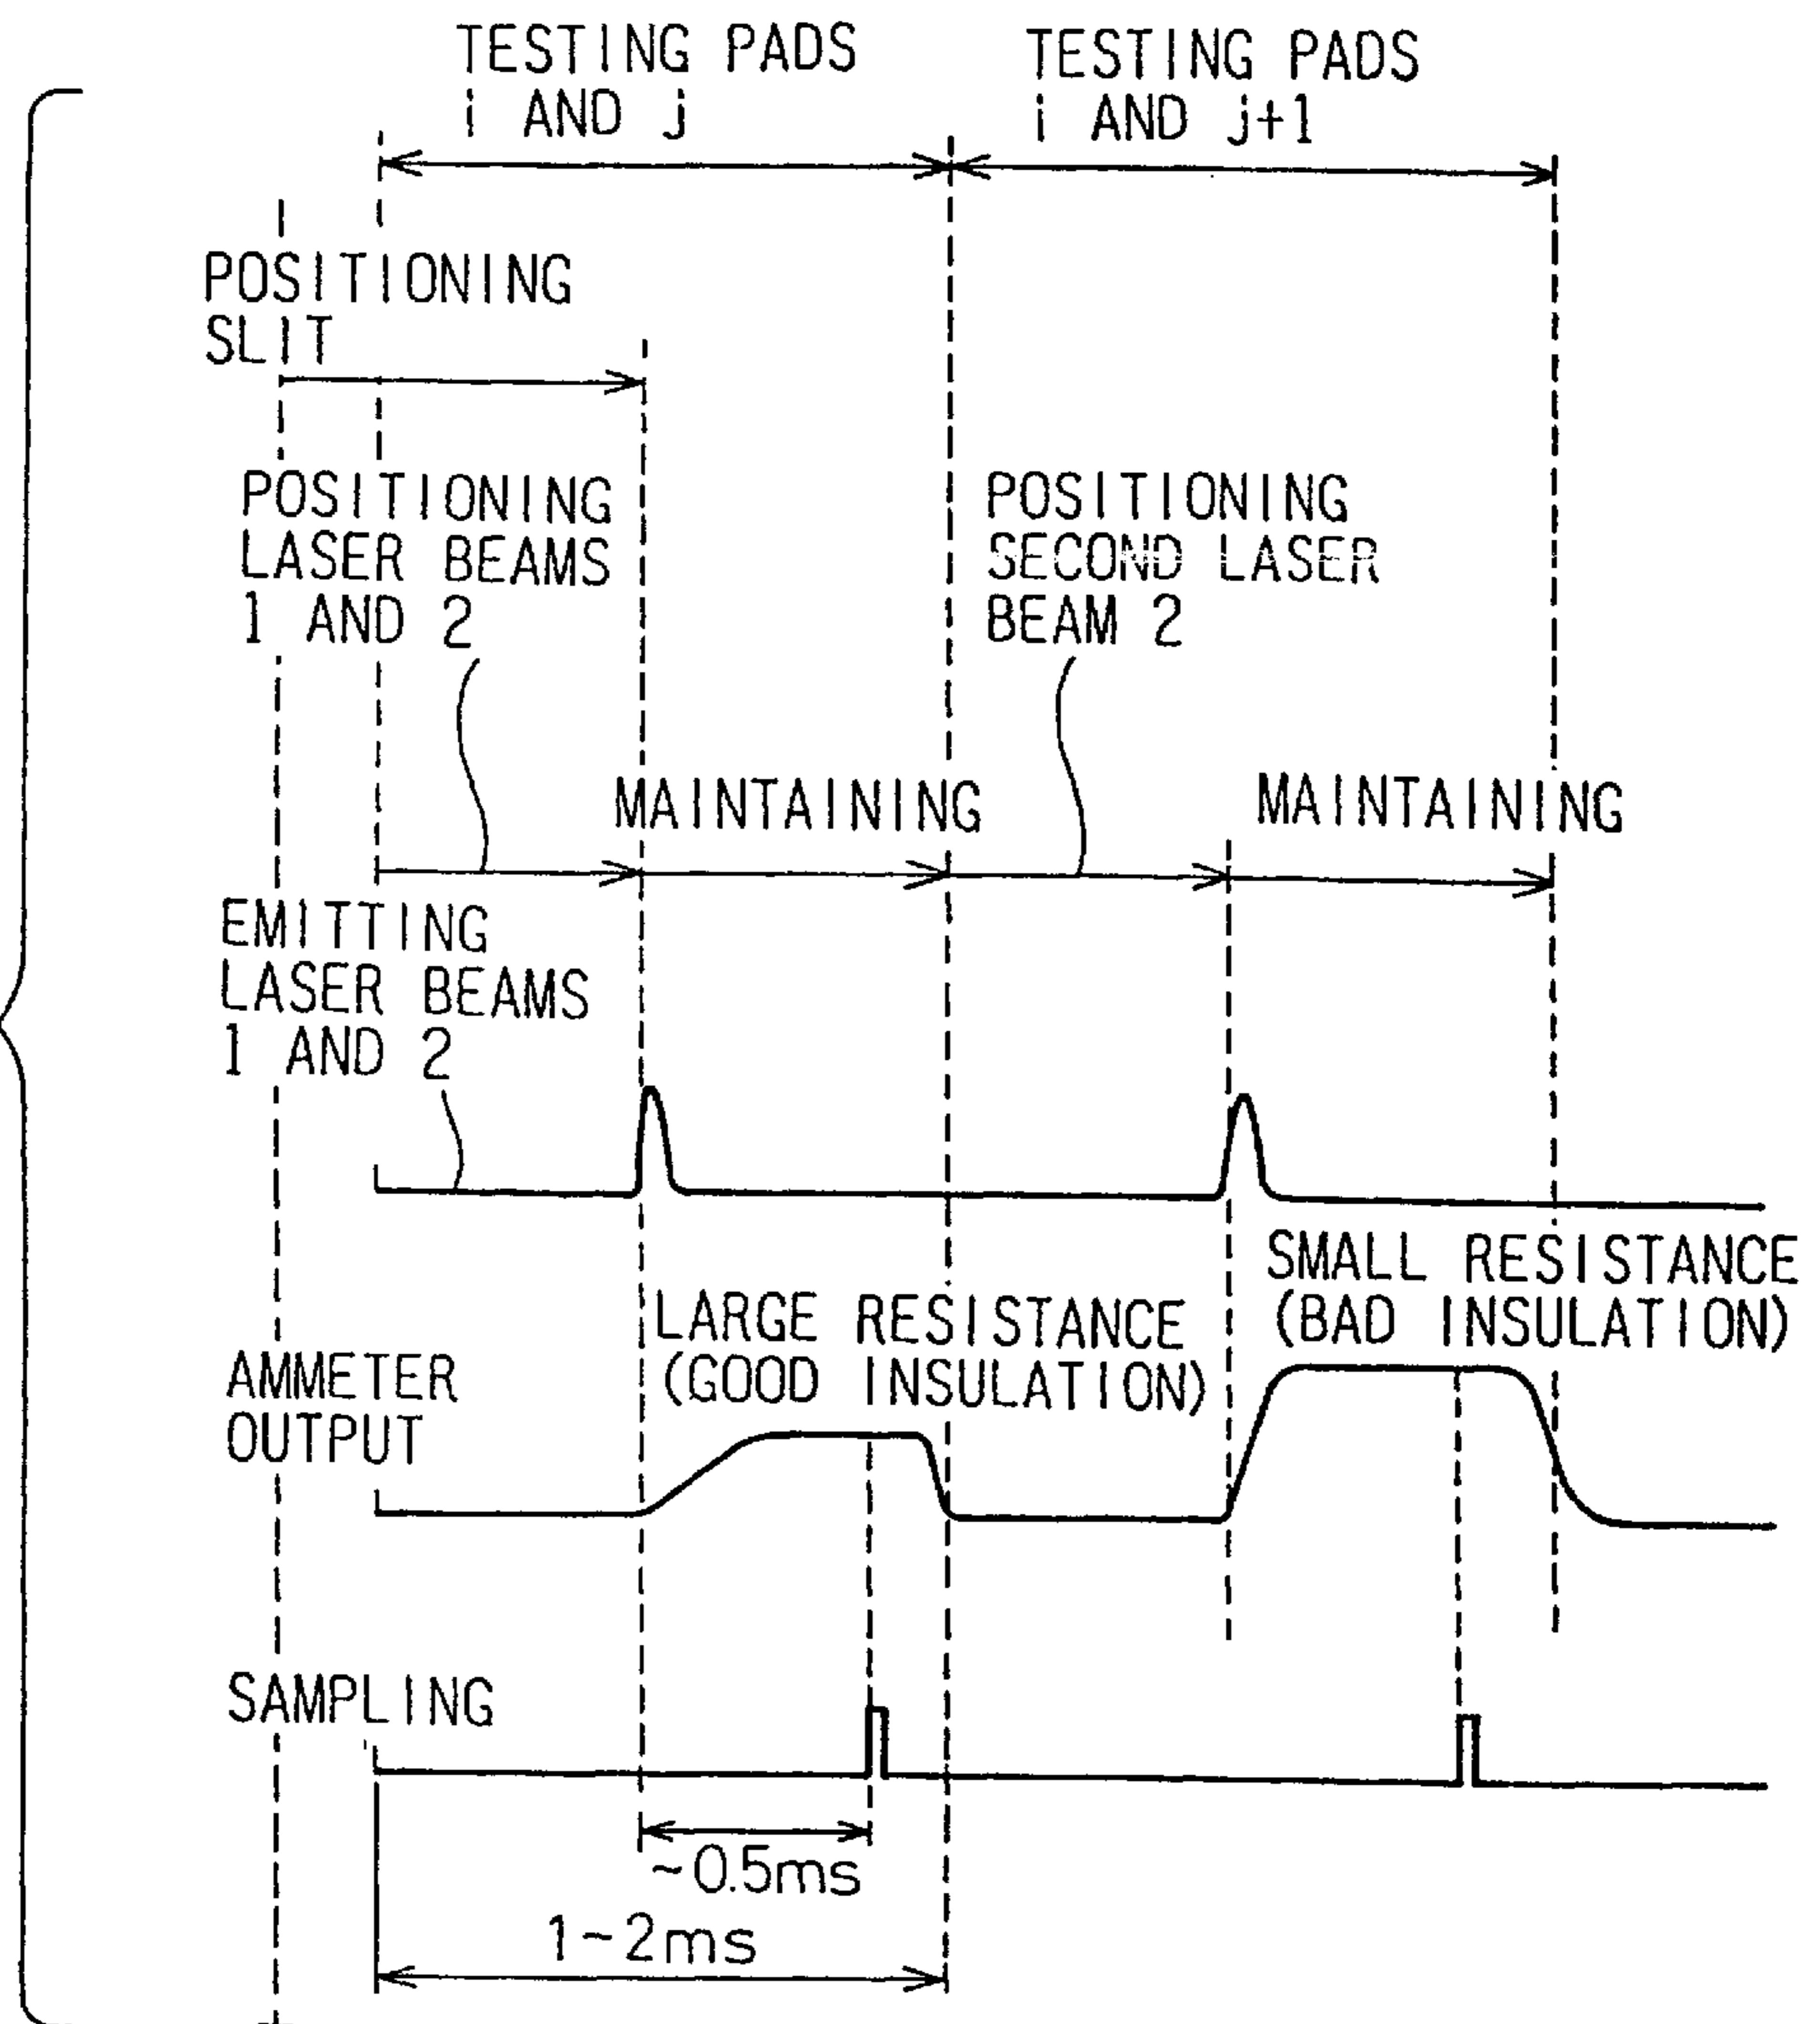 TESTING PADS
i AND j
TESTING PADS
i AND j+1
POSITIONING
SLIT
POSITIONING
LASER BEAMS
1 AND 2
POSITIONING
SECOND LASER
BEAM 2
MAINTAINING
MAINTAINING
EMITTING
LASER BEAMS
1 AND 2
SMALL RESISTANCE
(BAD INSULATION)
LARGE RESISTANCE
(GOOD INSULATION)
AMMETER
OUTPUT
SAMPLING
~0.5ms
1~2ms